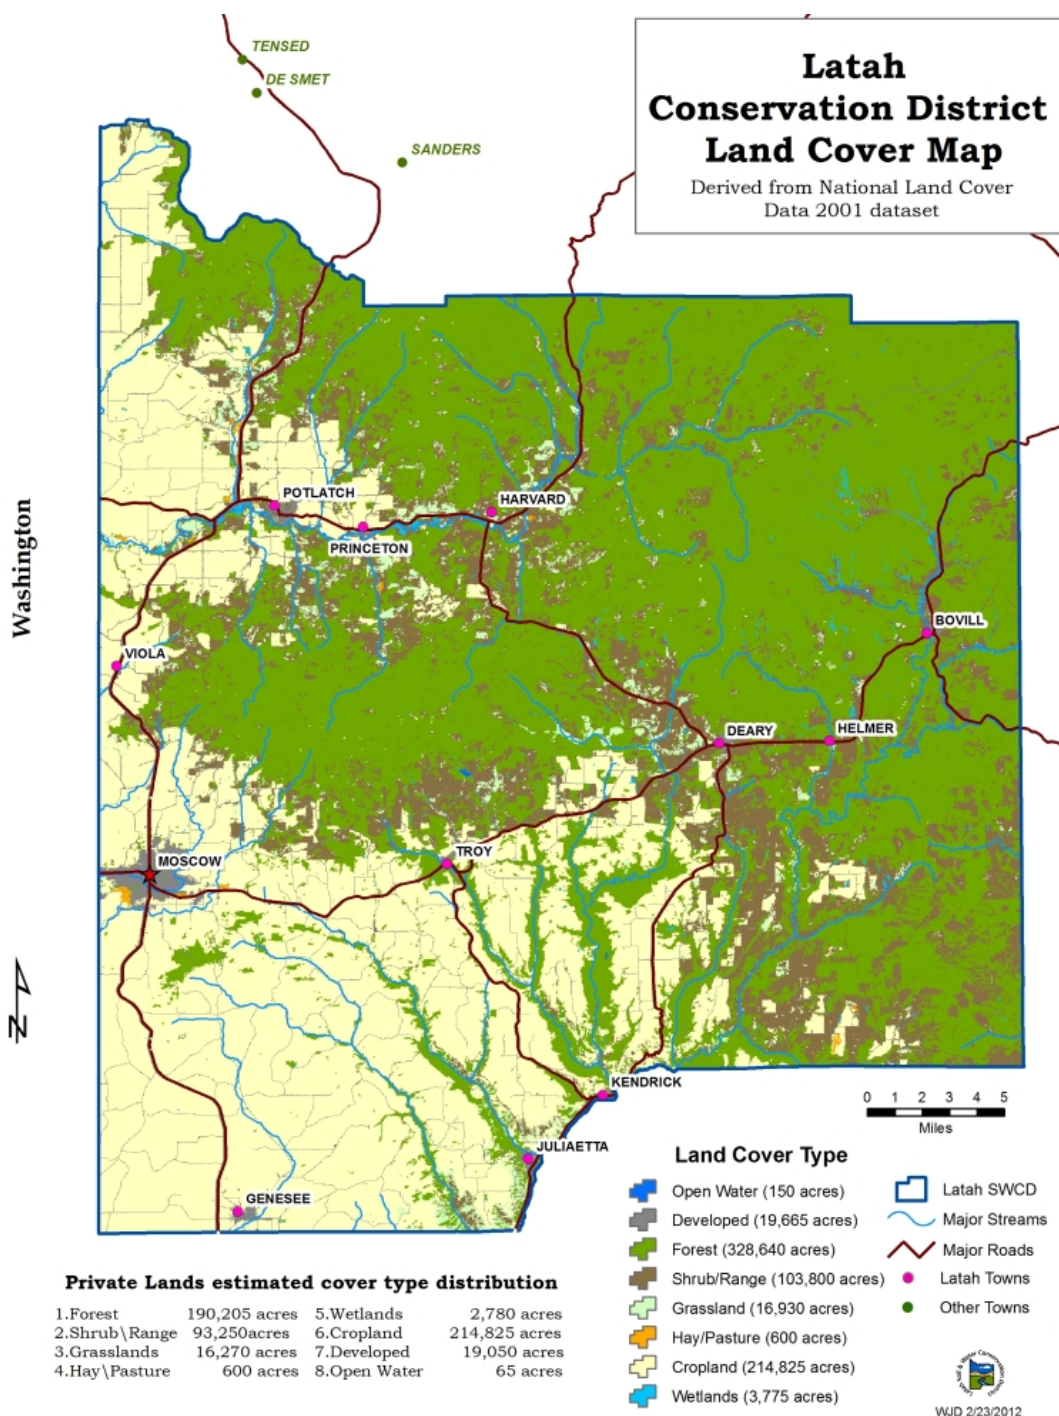 Latah
Conservation District
Land Cover Map
Derived from National Land Cover
Data 2001 dataset
TENSED
DE SMET
SANDERS
Washington
POTLATCH
PRINCETON
HARVARD
BOVILL
VIOLA
DEARY
HELMER
MOSCOW
TROY
KENDRICK
JULIAETTA
GENESEE
N
0 1 2 3 4 5
Miles
Land Cover Type
Open Water (150 acres)
Developed (19,665 acres)
Forest (328,640 acres)
Shrub/Range (103,800 acres)
Grassland (16,930 acres)
Hay/Pasture (600 acres)
Cropland (214,825 acres)
Wetlands (3,775 acres)
Latah SWCD
Major Streams
Major Roads
Latah Towns
Other Towns
Private Lands estimated cover type distribution
1.Forest 190,205 acres 5.Wetlands 2,780 acres
2.Shrub\Range 93,250acres 6.Cropland 214,825 acres
3.Grasslands 16,270 acres 7.Developed 19,050 acres
4.Hay\Pasture 600 acres 8.Open Water 65 acres
Latah Soil & Water Conservation District
WJD 2/23/2012